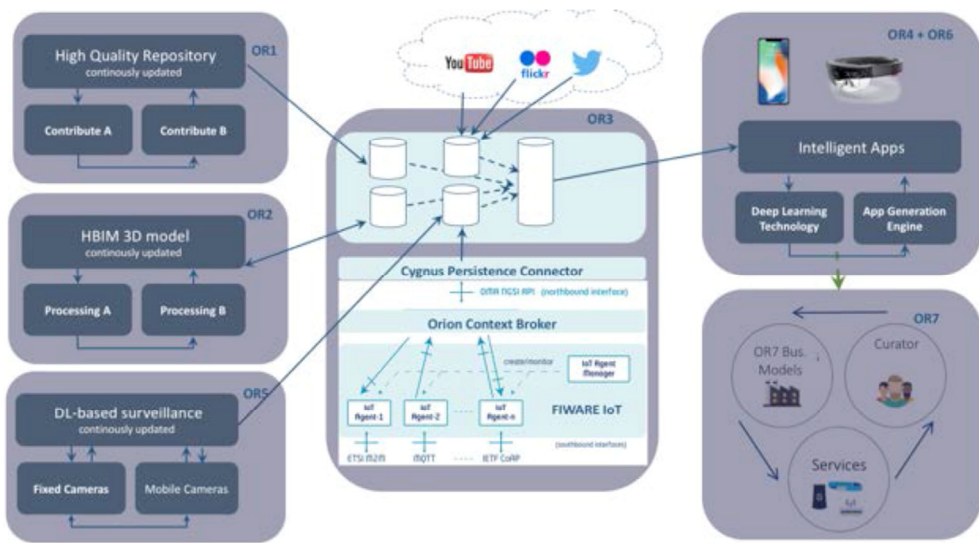 OR1
High Quality Repository
continously updated
Contribute A
Contribute B
OR2
HBIM 3D model
continously updated
Processing A
Processing B
OR5
DL-based surveillance
continously updated
Fixed Cameras
Mobile Cameras
YouTube
flickr
OR3
Cygnus Persistence Connector
OMA NGSI API (northbound interface)
Orion Context Broker
create/monitor
IoT Agent
Manager
IoT
Agent-1
IoT
Agent-2
IoT
Agent-n
FIWARE IoT
(southbound interfaces)
ETSI M2M
MQTT
IETF CoAP
OR4 + OR6
Intelligent Apps
Deep Learning
Technology
App Generation
Engine
OR7
OR7 Bus.
Models
Curator
Services